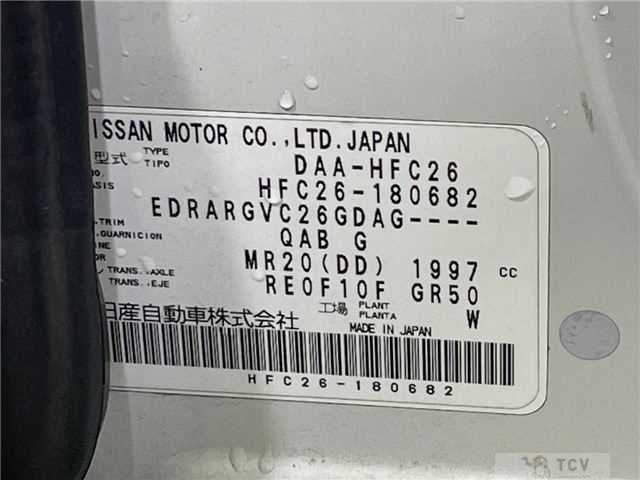 ISSAN MOTOR CO.,LTD.JAPAN
型式 TYPE TIPO DAA-HFC26
HFC26-180682
EDRARGVC26GDAG----
TRIM
GUARNICION QAB G
MR20(DD) 1997 cc
TRANS. AXLE
TRANS. EJE RE0F10F GR50
工場 PLANT PLANTA W
日産自動車株式会社 MADE IN JAPAN
HFC26-180682
TCV